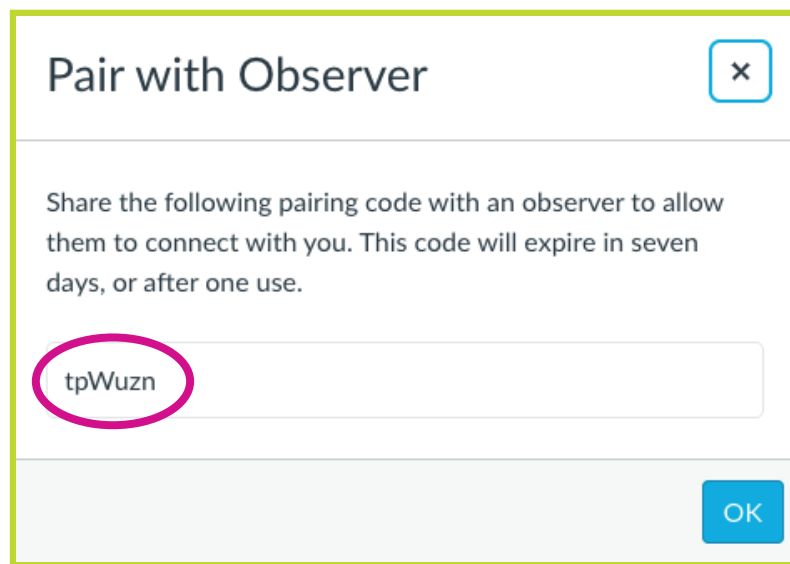 Pair with Observer
×
Share the following pairing code with an observer to allow
them to connect with you. This code will expire in seven
days, or after one use.
tpWuzn
OK